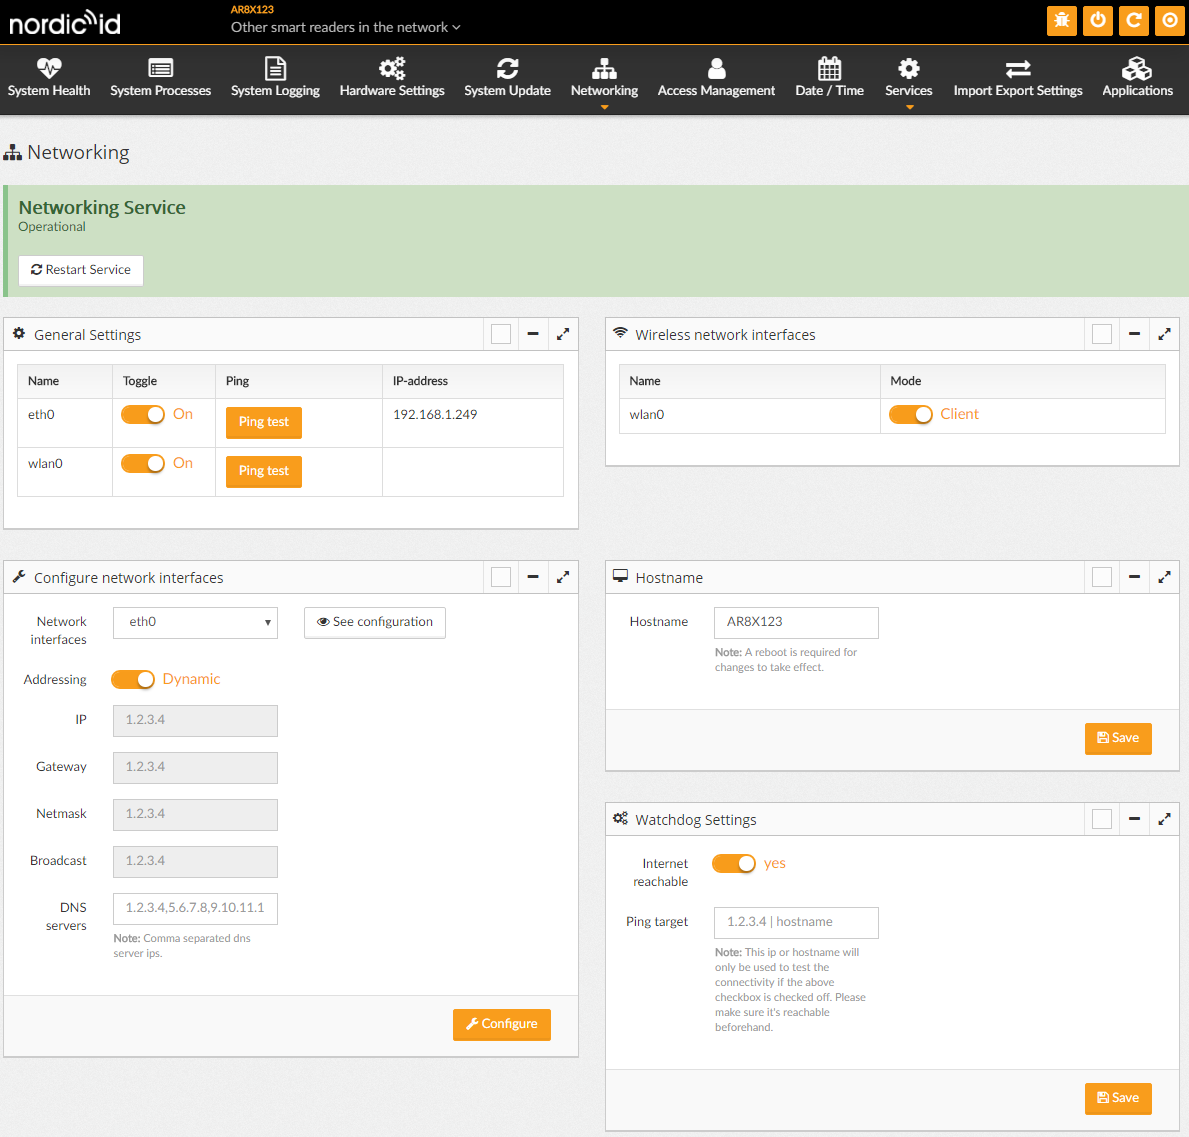 nordic id
AR8X123
Other smart readers in the network
System Health
System Processes
System Logging
Hardware Settings
System Update
Networking
Access Management
Date / Time
Services
Import Export Settings
Applications
Networking
Networking Service
Operational
Restart Service
General Settings
Name Toggle Ping IP-address
eth0 On Ping test 192.168.1.249
wlan0 On Ping test
Wireless network interfaces
Name Mode
wlan0 Client
Configure network interfaces
Network
interfaces
eth0
See configuration
Addressing Dynamic
IP 1.2.3.4
Gateway 1.2.3.4
Netmask 1.2.3.4
Broadcast 1.2.3.4
DNS
servers
1.2.3.4,5.6.7.8,9.10.11.1
Note: Comma separated dns
server ips.
Configure
Hostname
Hostname AR8X123
Note: A reboot is required for
changes to take effect.
Save
Watchdog Settings
Internet
reachable
yes
Ping target 1.2.3.4 | hostname
Note: This ip or hostname will
only be used to test the
connectivity if the above
checkbox is checked off. Please
make sure it's reachable
beforehand.
Save